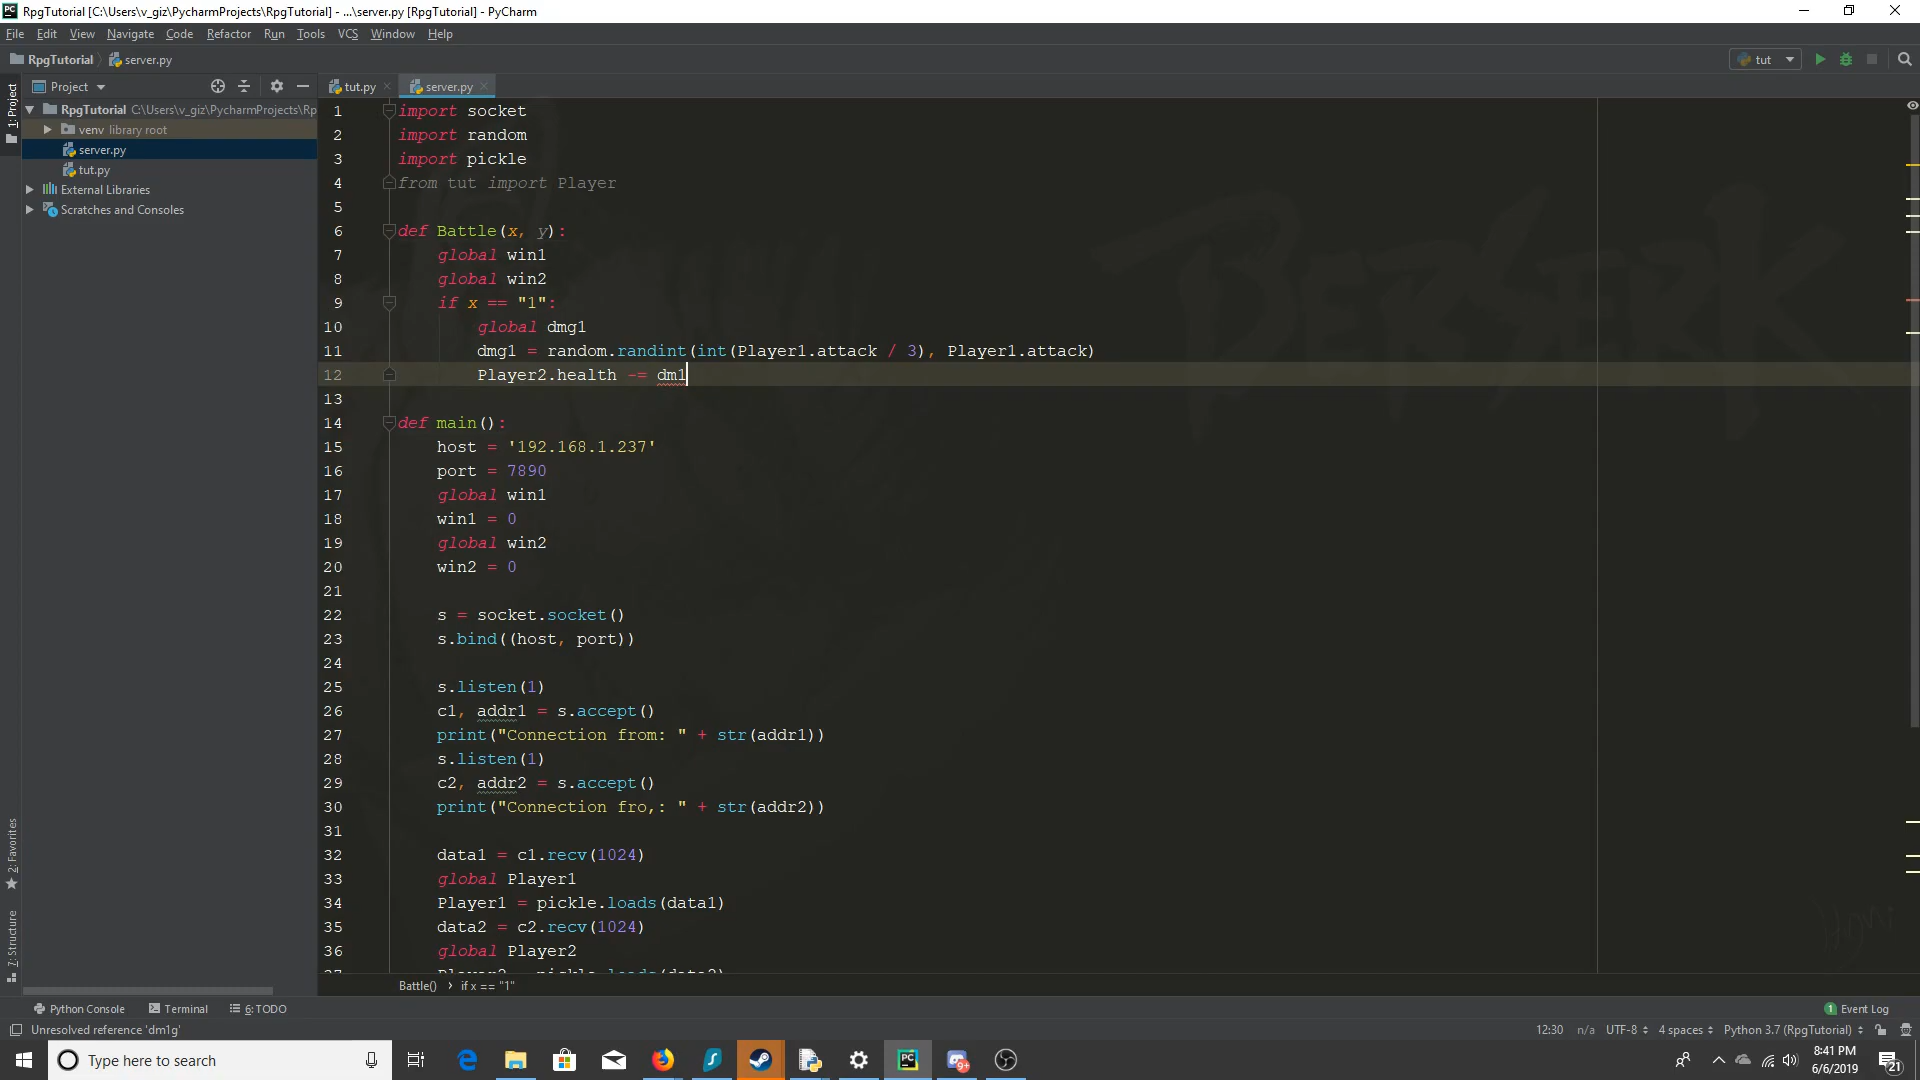 RpgTutorial [C:\Users\v_giz\PycharmProjects\RpgTutorial] - ...\server.py [RpgTutorial] - PyCharm
File Edit View Navigate Code Refactor Run Tools VCS Window Help
RpgTutorial server.py tut
Project tut.py server.py
1: Project
RpgTutorial C:\Users\v_giz\PycharmProjects\Rp
venv library root
server.py
tut.py
External Libraries
Scratches and Consoles
2: Favorites
7: Structure
1 import socket
2 import random
3 import pickle
4 from tut import Player
5
6 def Battle(x, y):
7 global win1
8 global win2
9 if x == "1":
10 global dmg1
11 dmg1 = random.randint(int(Player1.attack / 3), Player1.attack)
12 Player2.health -= dm1
13
14 def main():
15 host = '192.168.1.237'
16 port = 7890
17 global win1
18 win1 = 0
19 global win2
20 win2 = 0
21
22 s = socket.socket()
23 s.bind((host, port))
24
25 s.listen(1)
26 c1, addr1 = s.accept()
27 print("Connection from: " + str(addr1))
28 s.listen(1)
29 c2, addr2 = s.accept()
30 print("Connection fro,: " + str(addr2))
31
32 data1 = c1.recv(1024)
33 global Player1
34 Player1 = pickle.loads(data1)
35 data2 = c2.recv(1024)
36 global Player2
37 Player2 = pickle.loads(data2)
BERSERK
Battle() › if x == "1"
Python Console Terminal 6: TODO 1 Event Log
Unresolved reference 'dm1g' 12:30 n/a UTF-8 4 spaces Python 3.7 (RpgTutorial)
Type here to search PC 9+ 8:41 PM
6/6/2019 21